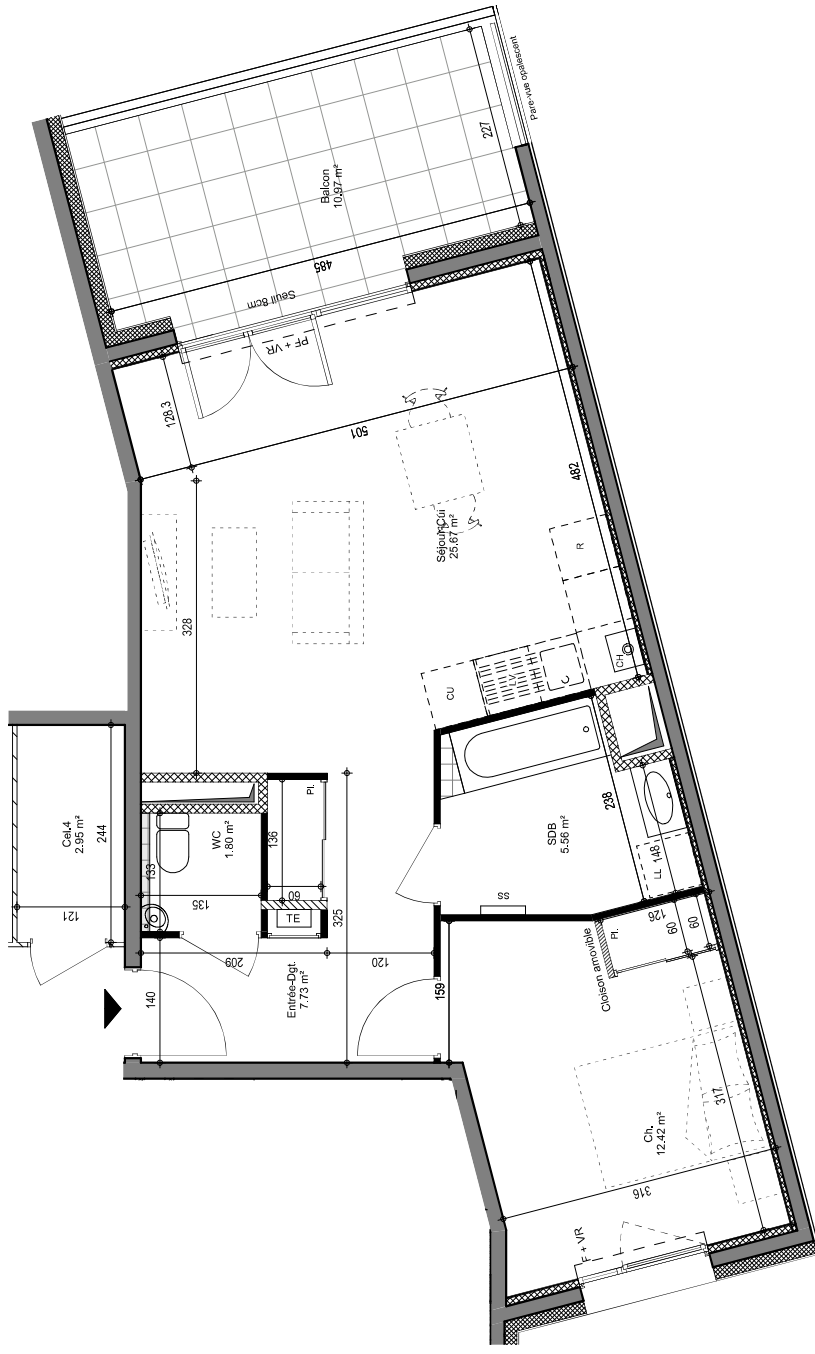 Pare-vue opalescent
227
Balcon
10.97 m²
485
Seuil 8cm
PF + VR
128.3
501
482
Séjour/Cui
25.67 m²
R
328
CU
LV
CH
Cel.4
2.95 m²
244
121
WC
1.80 m²
133
135
136
Pl.
60
TE
325
209
120
Entrée-Dgt.
7.73 m²
140
159
SDB
5.56 m²
238
148
LL
SS
126
60
60
Pl.
Cloison amovible
317
Ch.
12.42 m²
316
F + VR